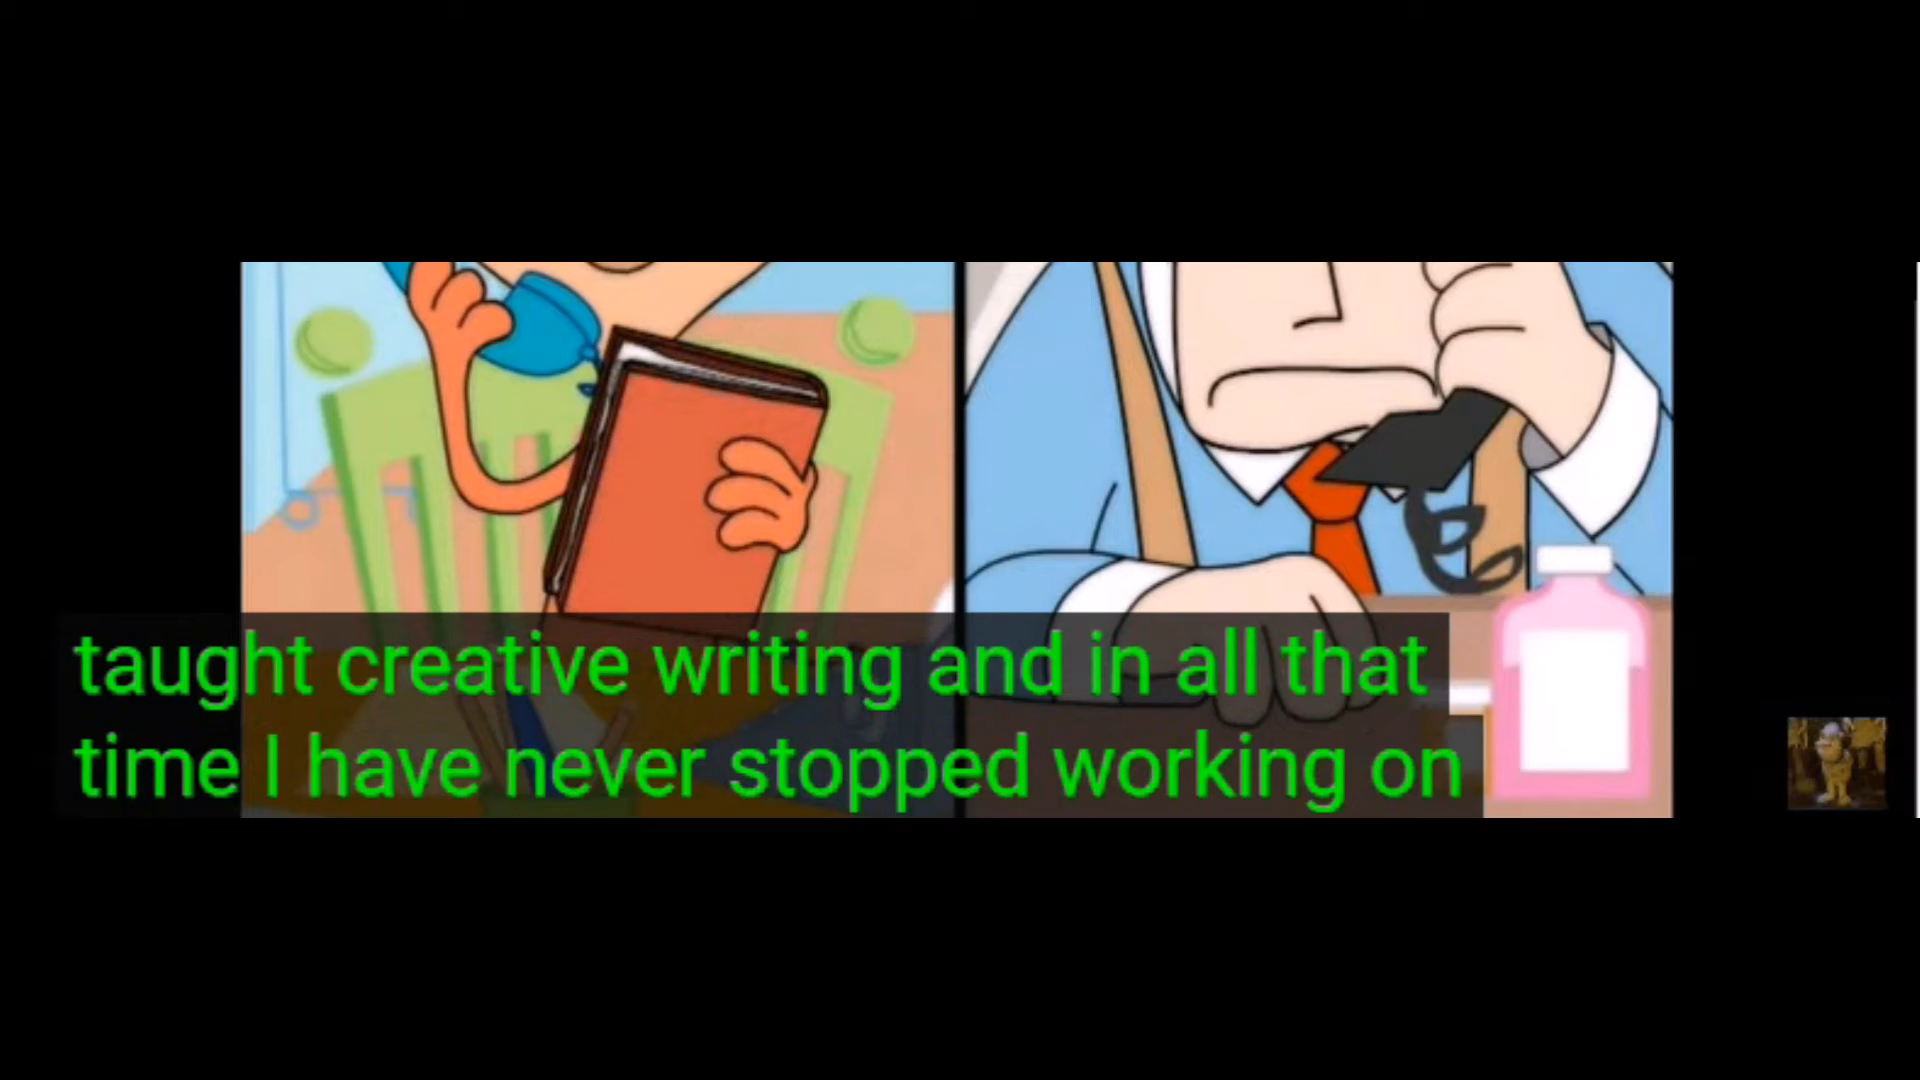 taught creative writing and in all that
time I have never stopped working on